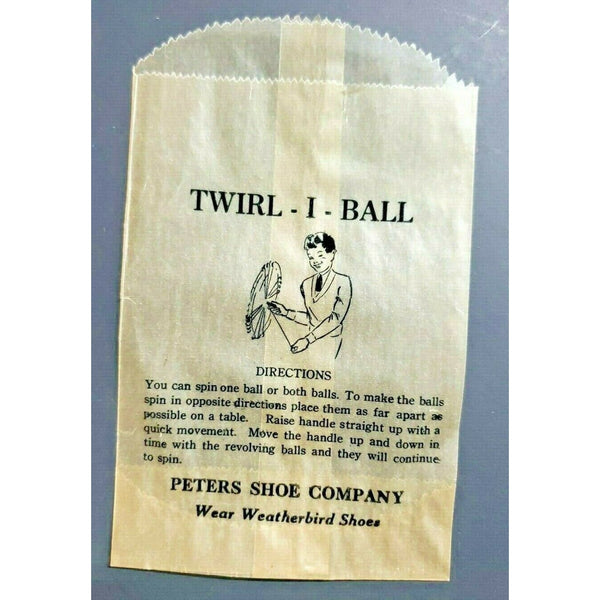 TWIRL - I - BALL
DIRECTIONS
You can spin one ball or both balls. To make the balls
spin in opposite directions place them as far apart as
possible on a table. Raise handle straight up with a
quick movement. Move the handle up and down in
time with the revolving balls and they will continue
to spin.
PETERS SHOE COMPANY
Wear Weatherbird Shoes